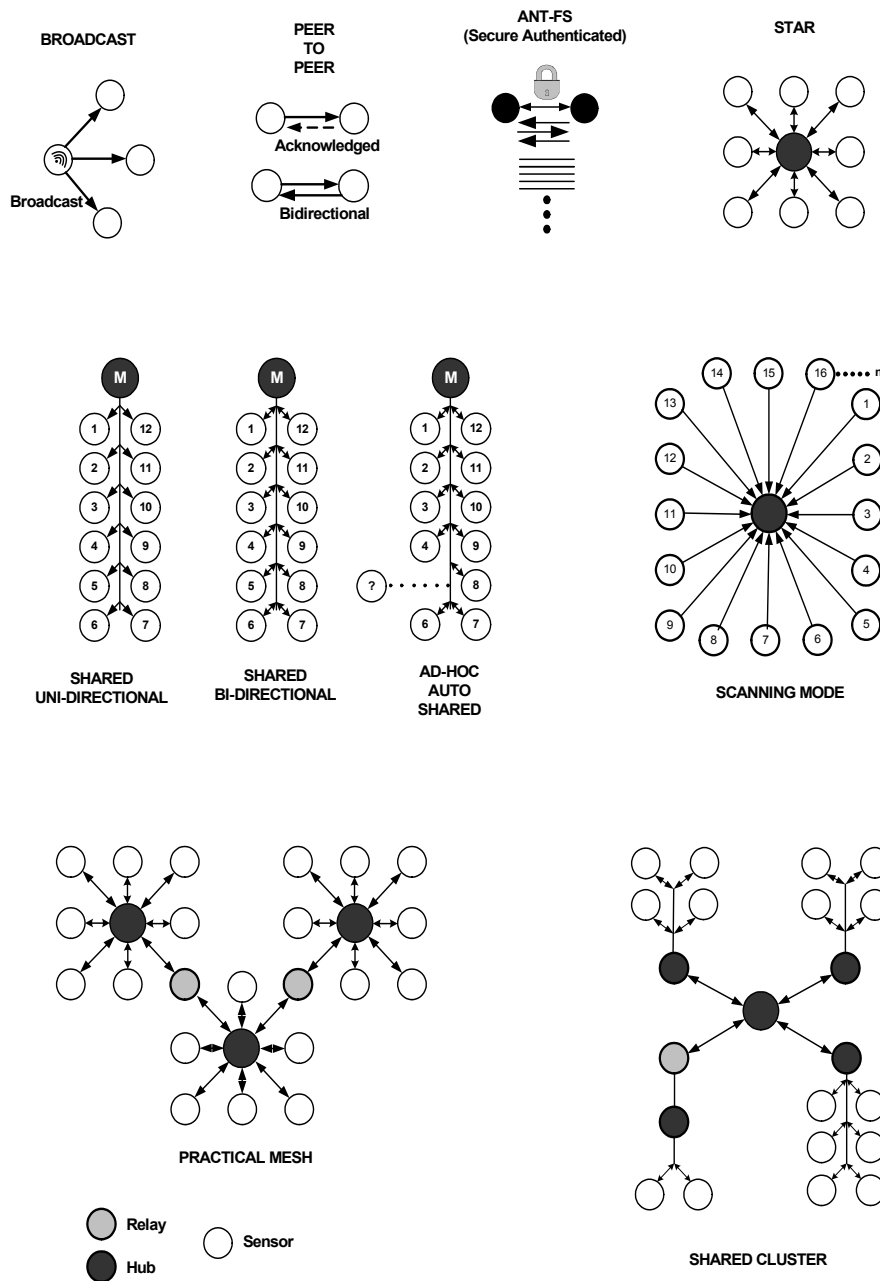 BROADCAST
Broadcast
PEER
TO
PEER
Acknowledged
Bidirectional
ANT-FS
(Secure Authenticated)
STAR
M
1 12
2 11
3 10
4 9
5 8
6 7
SHARED
UNI-DIRECTIONAL
M
1 12
2 11
3 10
4 9
5 8
6 7
SHARED
BI-DIRECTIONAL
M
1 12
2 11
3 10
4 9
? 8
6 7
AD-HOC
AUTO
SHARED
14 15 16 n
13 1
12 2
11 3
10 4
9 5
8 7 6
SCANNING MODE
PRACTICAL MESH
Relay
Hub
Sensor
SHARED CLUSTER